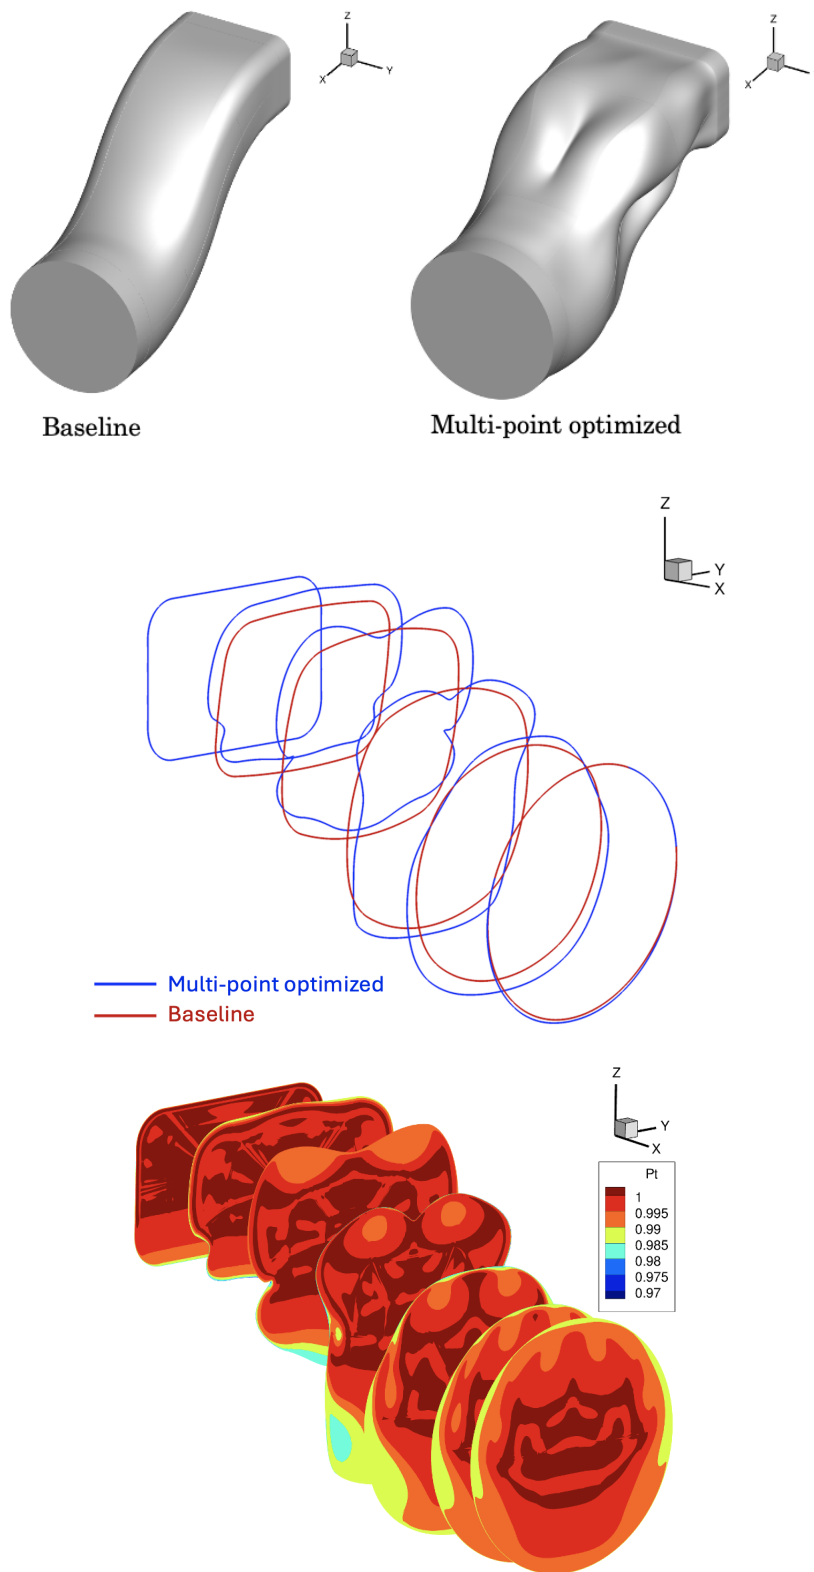 Z
X
Y
Z
X
Baseline
Multi-point optimized
Z
Y
X
Multi-point optimized
Baseline
Z
Y
X
Pt
1
0.995
0.99
0.985
0.98
0.975
0.97